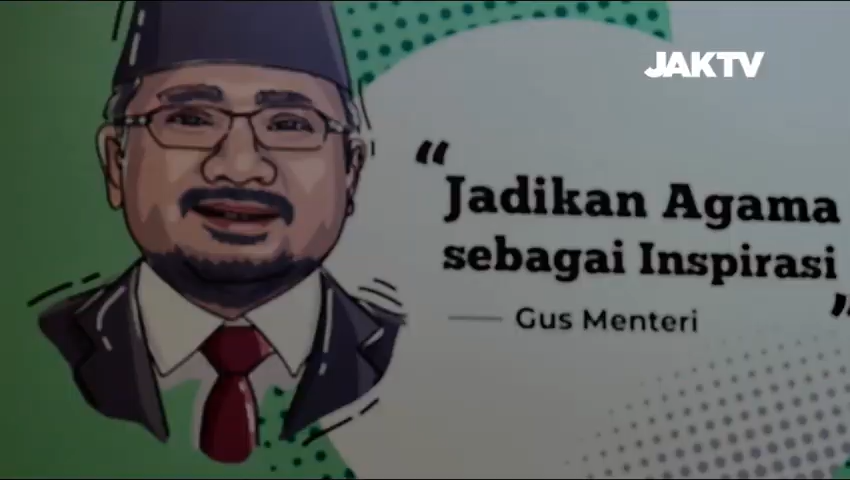 JAKTV
“Jadikan Agama
sebagai Inspirasi”
— Gus Menteri